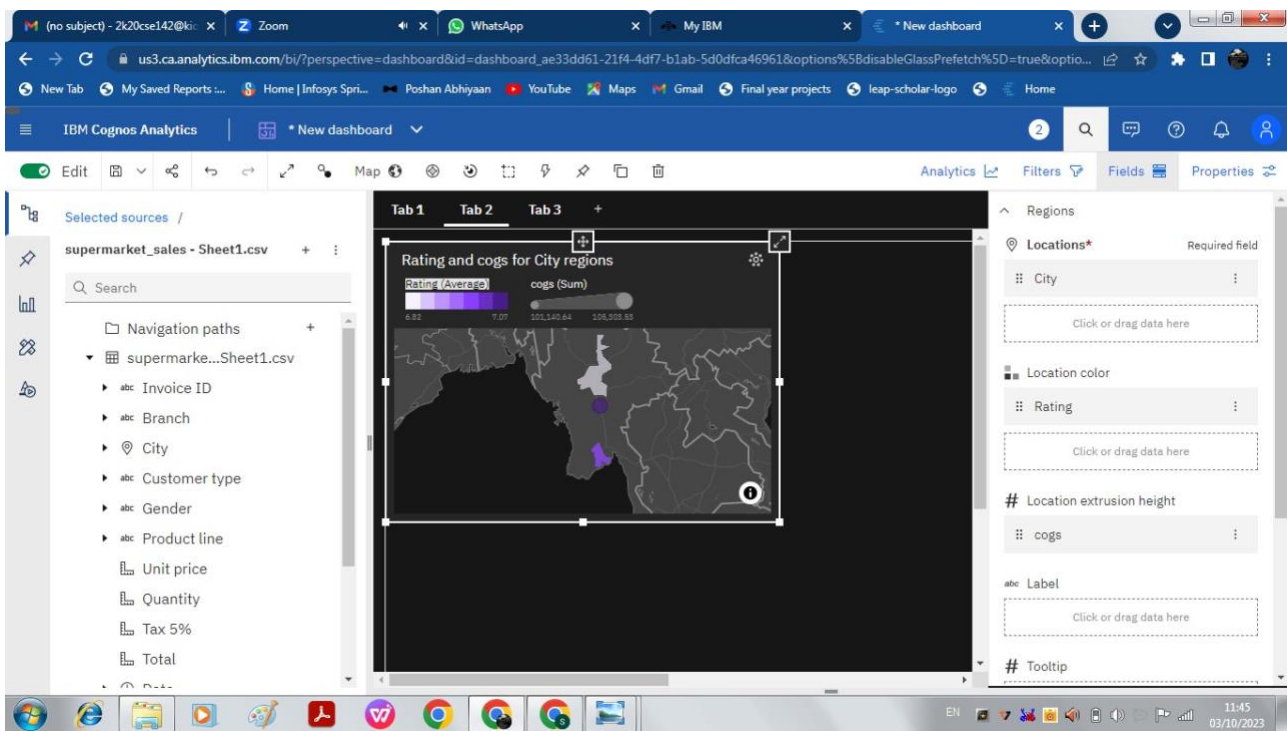 (no subject) - 2k20cse142@kio
Zoom
WhatsApp
My IBM
* New dashboard
us3.ca.analytics.ibm.com/bi/?perspective=dashboard&id=dashboard_ae33dd61-21f4-4df7-b1ab-5d0dfca46961&options%5BdisableGlassPrefetch%5D=true&optio...
New Tab
My Saved Reports :...
Home | Infosys Spri...
Poshan Abhiyaan
YouTube
Maps
Gmail
Final year projects
leap-scholar-logo
Home
IBM Cognos Analytics
* New dashboard
2
Edit
Map
Analytics
Filters
Fields
Properties
Selected sources /
supermarket_sales - Sheet1.csv
Search
Navigation paths
supermarke...Sheet1.csv
abc Invoice ID
abc Branch
City
abc Customer type
abc Gender
abc Product line
Unit price
Quantity
Tax 5%
Total
Tab 1
Tab 2
Tab 3
+
Rating and cogs for City regions
Rating (Average)
cogs (Sum)
6.82
7.07
101,140.64
Regions
Locations*
Required field
City
Click or drag data here
Location color
Rating
Click or drag data here
# Location extrusion height
cogs
abc Label
Click or drag data here
# Tooltip
EN
11:45
03/10/2023